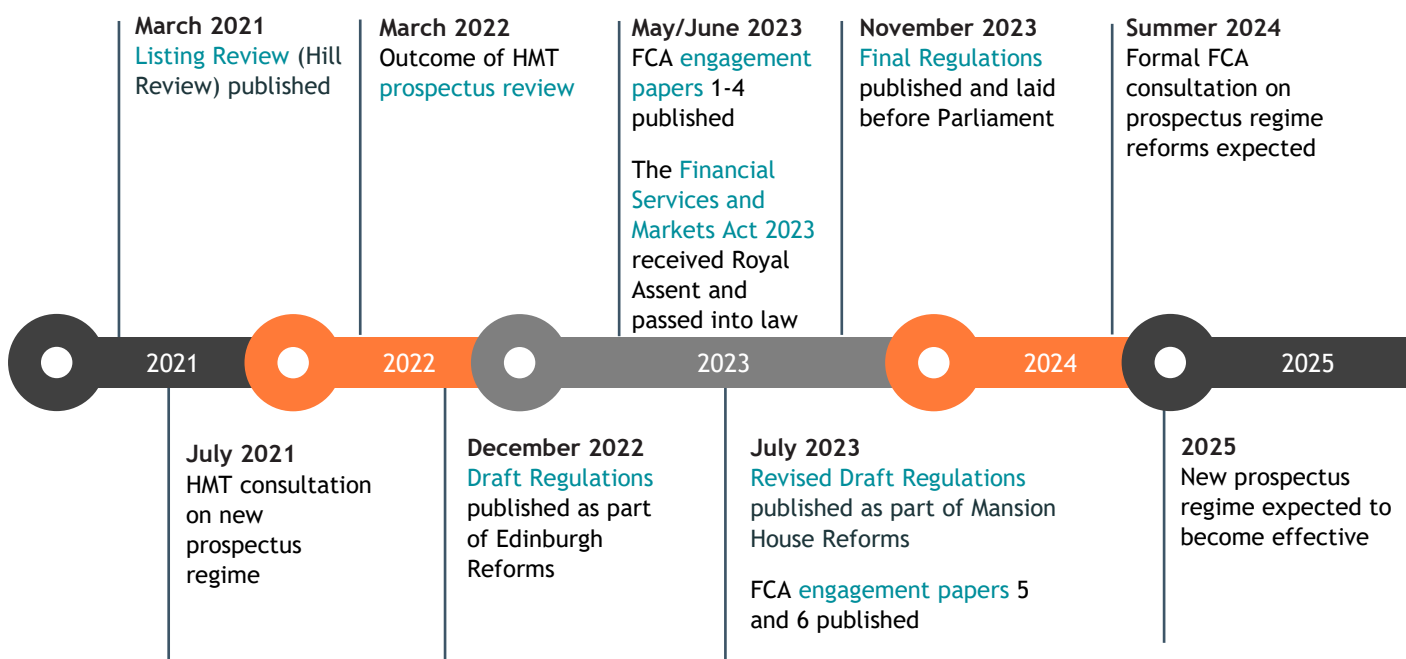 March 2021
Listing Review (Hill
Review) published
March 2022
Outcome of HMT
prospectus review
May/June 2023
FCA engagement
papers 1-4
published
The Financial
Services and
Markets Act 2023
received Royal
Assent and
passed into law
November 2023
Final Regulations
published and laid
before Parliament
Summer 2024
Formal FCA
consultation on
prospectus regime
reforms expected
2021
2022
2023
2024
2025
July 2021
HMT consultation
on new
prospectus
regime
December 2022
Draft Regulations
published as part
of Edinburgh
Reforms
July 2023
Revised Draft Regulations
published as part of Mansion
House Reforms
FCA engagement papers 5
and 6 published
2025
New prospectus
regime expected to
become effective